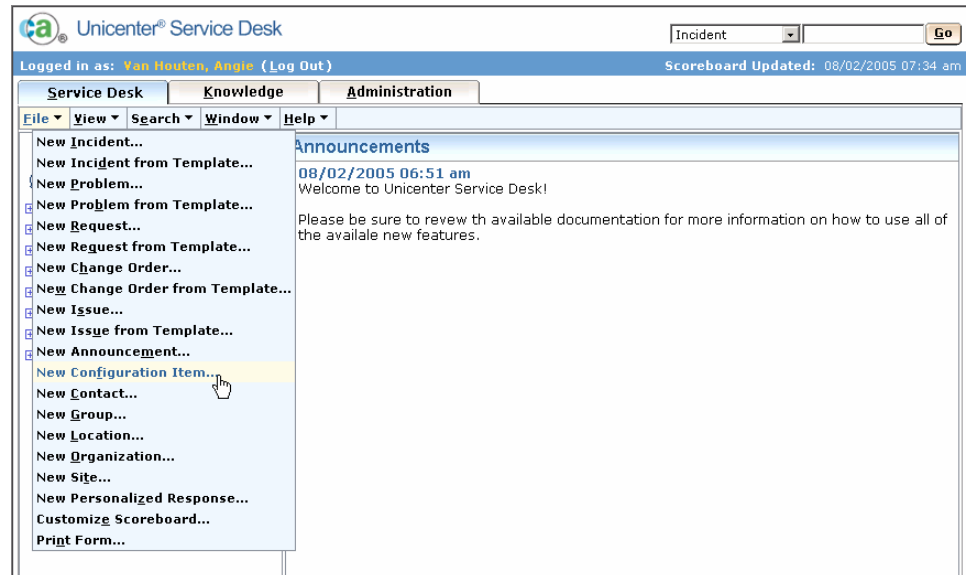 ca® Unicenter® Service Desk
Incident Go
Logged in as: Van Houten, Angie (Log Out) Scoreboard Updated: 08/02/2005 07:34 am
Service Desk Knowledge Administration
File View Search Window Help
New Incident...
New Incident from Template...
New Problem...
New Problem from Template...
New Request...
New Request from Template...
New Change Order...
New Change Order from Template...
New Issue...
New Issue from Template...
New Announcement...
New Configuration Item...
New Contact...
New Group...
New Location...
New Organization...
New Site...
New Personalized Response...
Customize Scoreboard...
Print Form...
Announcements
08/02/2005 06:51 am
Welcome to Unicenter Service Desk!
Please be sure to revew th available documentation for more information on how to use all of
the availale new features.